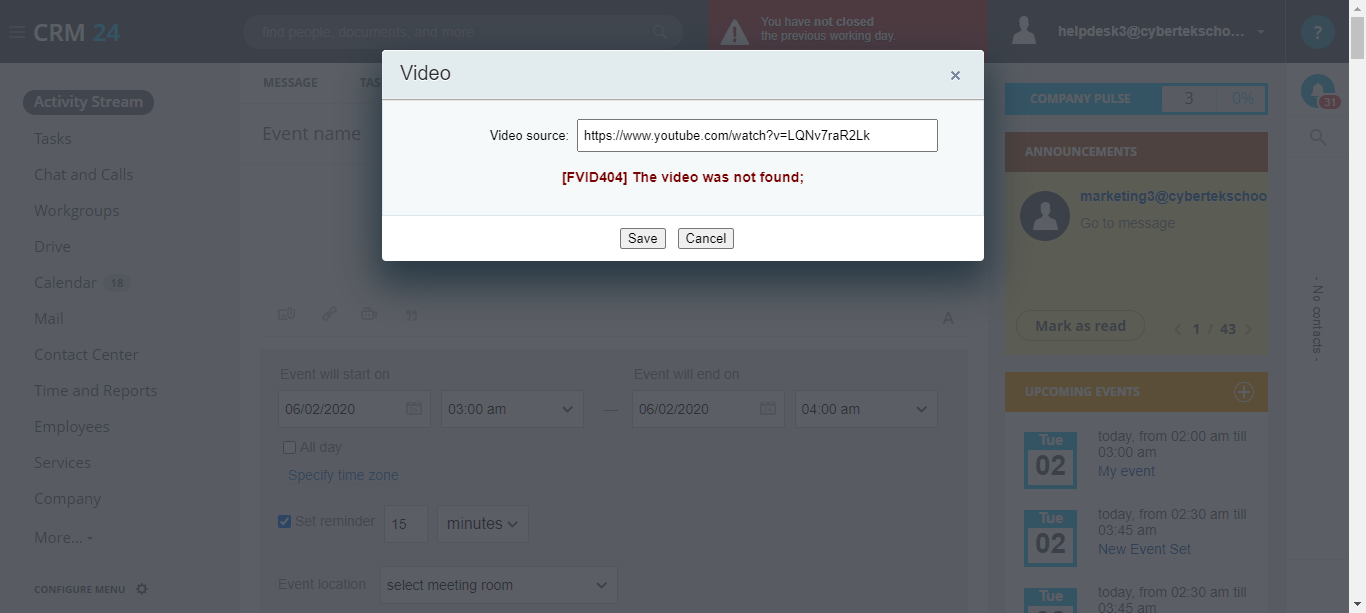 CRM 24
find people, documents, and more
You have not closed
the previous working day.
helpdesk3@cybertekscho...
?
Activity Stream
Tasks
Chat and Calls
Workgroups
Drive
Calendar 18
Mail
Contact Center
Time and Reports
Employees
Services
Company
More...
CONFIGURE MENU
MESSAGE
TAS
Event name
Video
×
Video source: https://www.youtube.com/watch?v=LQNv7raR2Lk
[FVID404] The video was not found;
Save Cancel
A
Event will start on
Event will end on
06/02/2020 03:00 am — 06/02/2020 04:00 am
All day
Specify time zone
Set reminder 15 minutes
Event location select meeting room
COMPANY PULSE 3 0%
ANNOUNCEMENTS
marketing3@cybertekschoo
Go to message
Mark as read < 1 / 43 >
UPCOMING EVENTS
Tue
02
today, from 02:00 am till
03:00 am
My event
Tue
02
today, from 02:30 am till
03:45 am
New Event Set
Tue
today, from 02:30 am till
03:45 am
31
- No contacts -